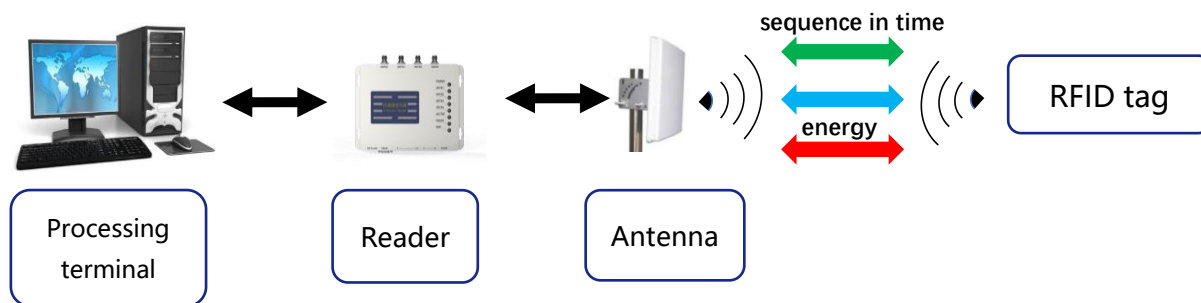 sequence in time
energy
RFID tag
Processing
terminal
Reader
Antenna